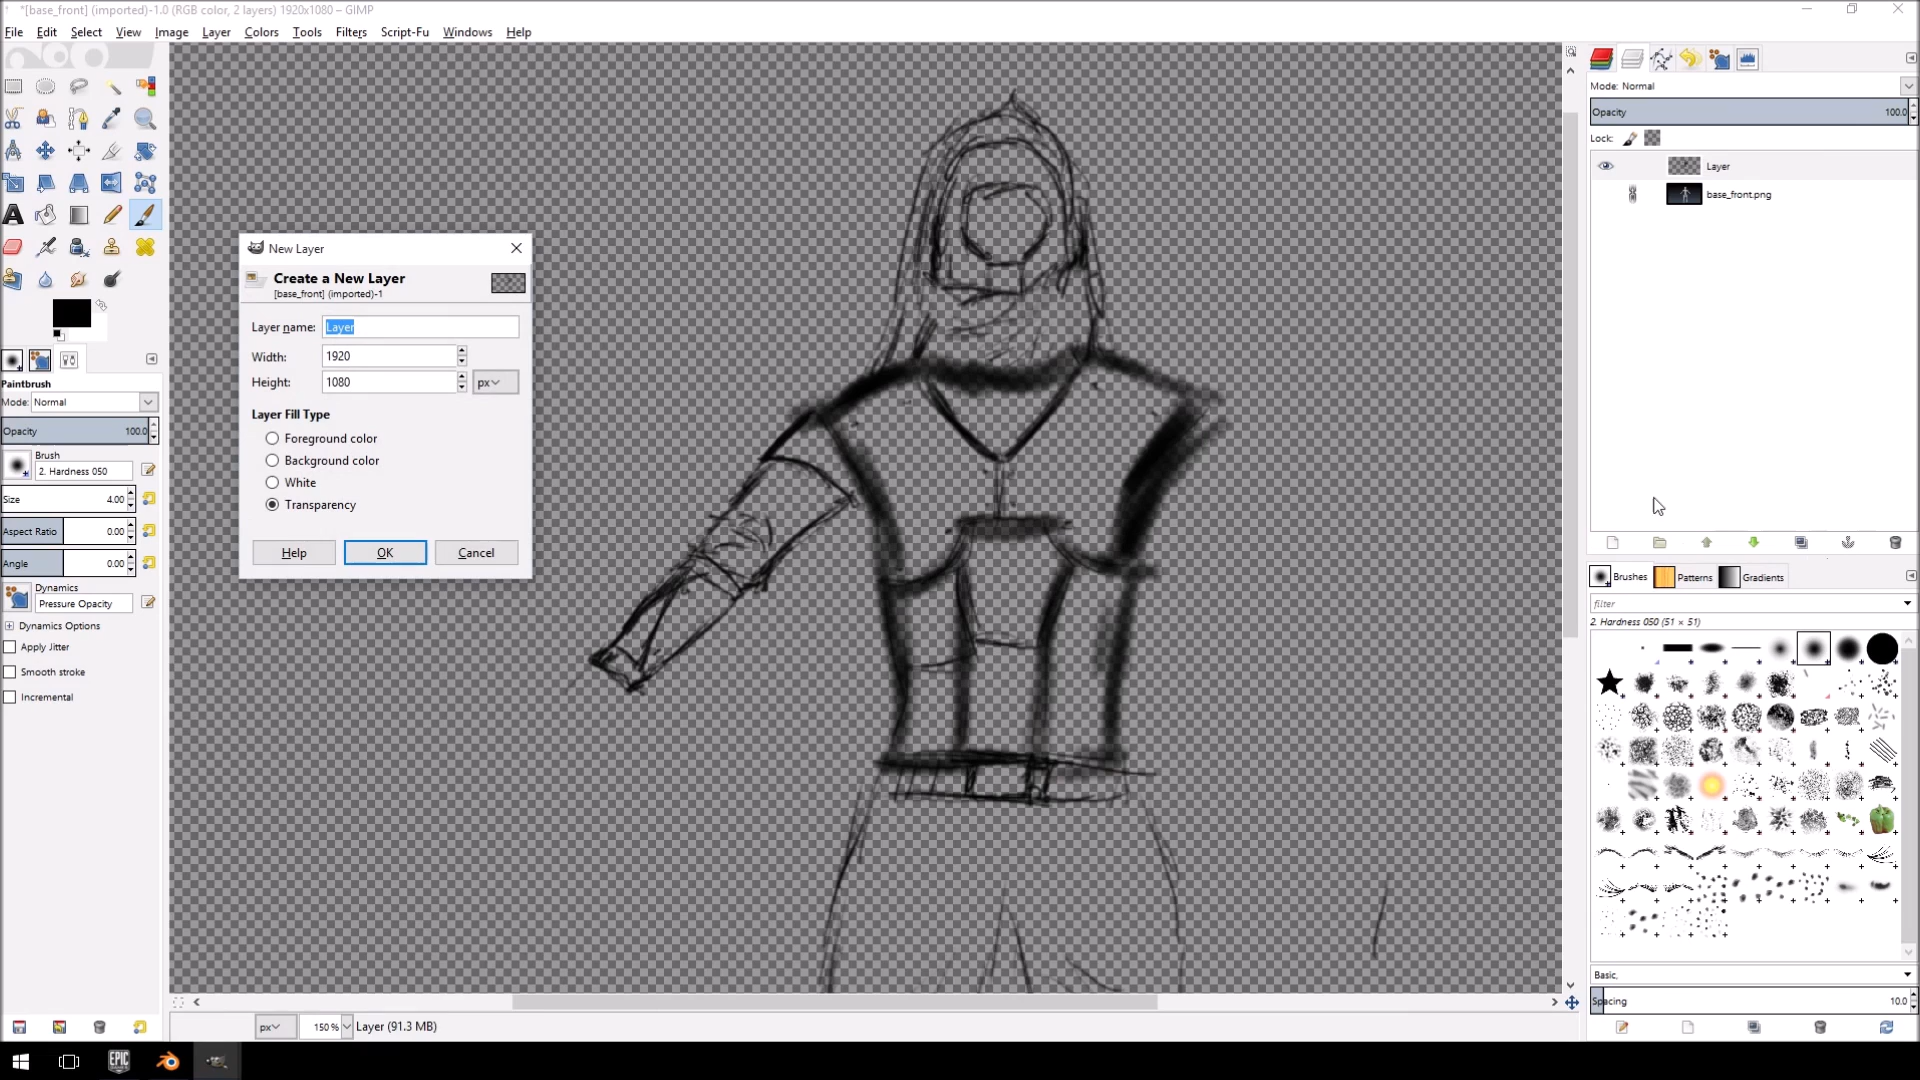 *[base_front] (imported)-1.0 (RGB color, 2 layers) 1920x1080 – GIMP
File Edit Select View Image Layer Colors Tools Filters Script-Fu Windows Help
New Layer
Create a New Layer
[base_front] (imported)-1
Layer name: Layer
Width: 1920
Height: 1080 px
Layer Fill Type
Foreground color
Background color
White
Transparency
Help OK Cancel
Paintbrush
Mode: Normal
Opacity 100.0
Brush
2. Hardness 050
Size 4.00
Aspect Ratio 0.00
Angle 0.00
Dynamics
Pressure Opacity
Dynamics Options
Apply Jitter
Smooth stroke
Incremental
Mode: Normal
Opacity 100.0
Lock:
Layer
base_front.png
Brushes Patterns Gradients
filter
2. Hardness 050 (51 × 51)
Basic,
Spacing 10.0
px 150 % Layer (91.3 MB)
EPIC